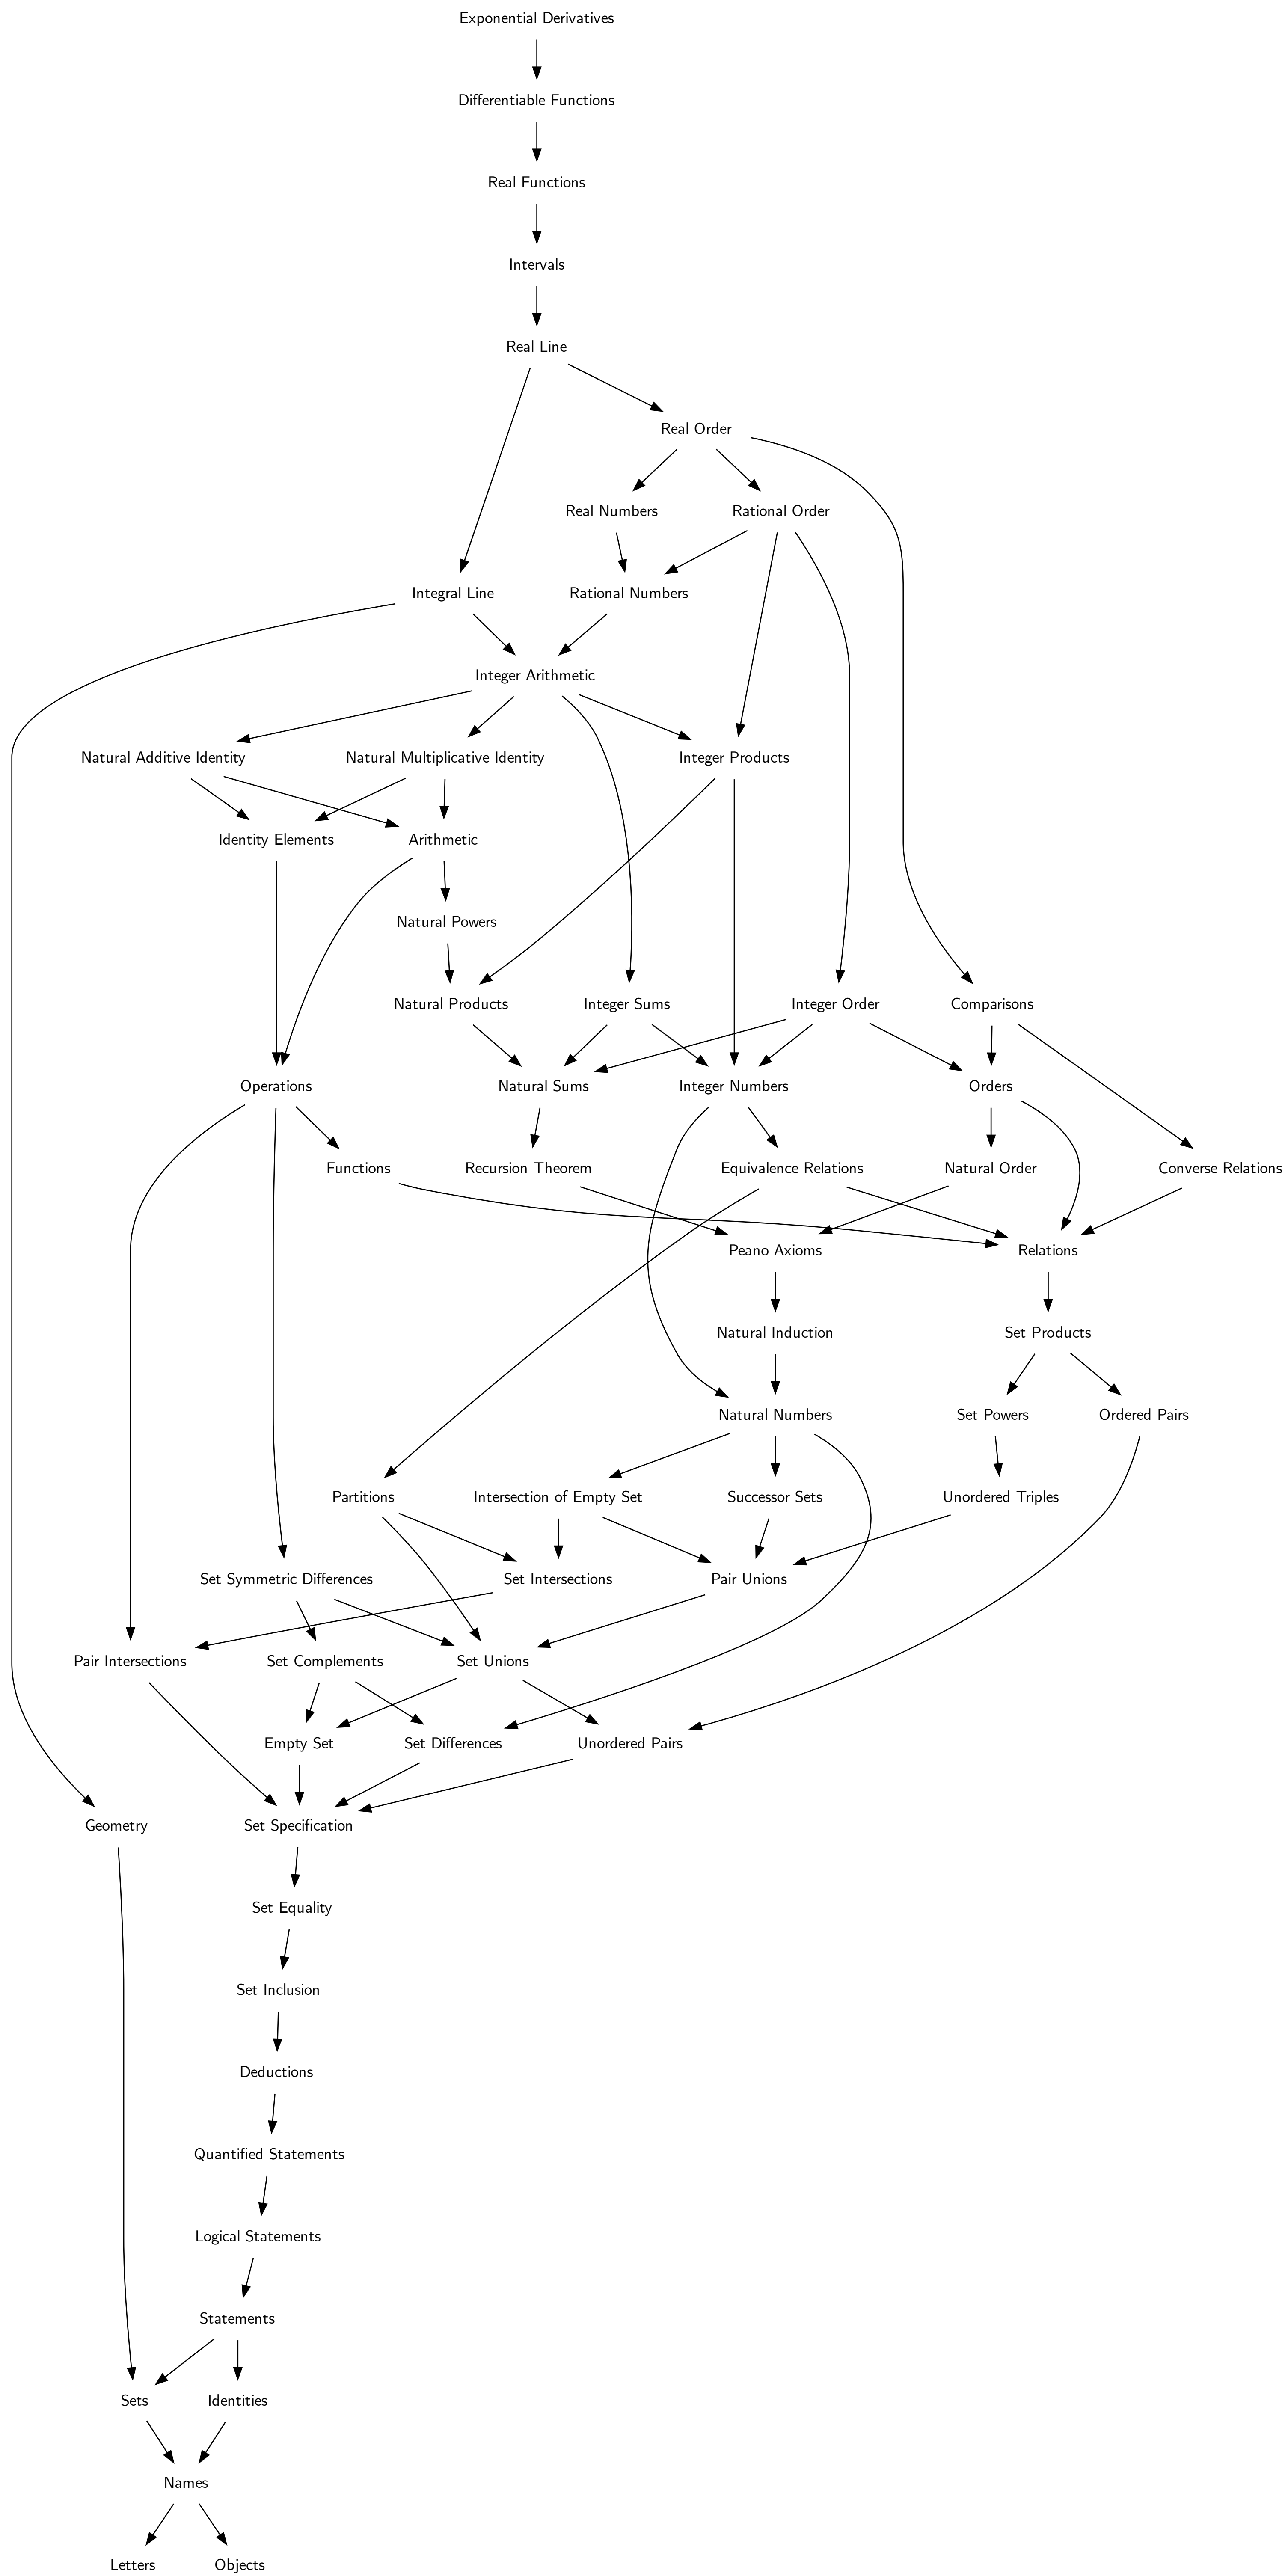 Exponential Derivatives
Differentiable Functions
Real Functions
Intervals
Real Line
Real Order
Real Numbers
Rational Order
Integral Line
Rational Numbers
Integer Arithmetic
Natural Additive Identity
Natural Multiplicative Identity
Integer Products
Identity Elements
Arithmetic
Natural Powers
Natural Products
Integer Sums
Integer Order
Comparisons
Operations
Natural Sums
Integer Numbers
Orders
Functions
Recursion Theorem
Equivalence Relations
Natural Order
Converse Relations
Peano Axioms
Relations
Natural Induction
Set Products
Natural Numbers
Set Powers
Ordered Pairs
Partitions
Intersection of Empty Set
Successor Sets
Unordered Triples
Set Symmetric Differences
Set Intersections
Pair Unions
Pair Intersections
Set Complements
Set Unions
Empty Set
Set Differences
Unordered Pairs
Geometry
Set Specification
Set Equality
Set Inclusion
Deductions
Quantified Statements
Logical Statements
Statements
Sets
Identities
Names
Letters
Objects